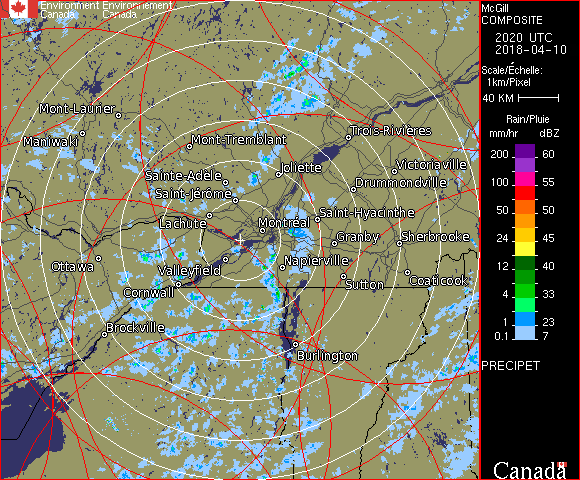 Environment Environnement
Canada Canada
Mont-Laurier
Maniwaki
Mont-Tremblant
Trois-Rivières
Joliette
Victoriaville
Sainte-Adèle
Drummondville
Saint-Jérôme
Lachute
Saint-Hyacinthe
Montréal
Granby
Sherbrooke
Ottawa
Valleyfield
Napierville
Cornwall
Sutton
Coaticook
Brockville
Burlington
McGill
COMPOSITE
2020 UTC
2018-04-10
Scale/Échelle:
1km/Pixel
40 KM
Rain/Pluie
mm/hr dBZ
200 60
55
100 55
50 50
45
24 30
12 40
4 33
23
0.1 7
PRECIPET
Canada